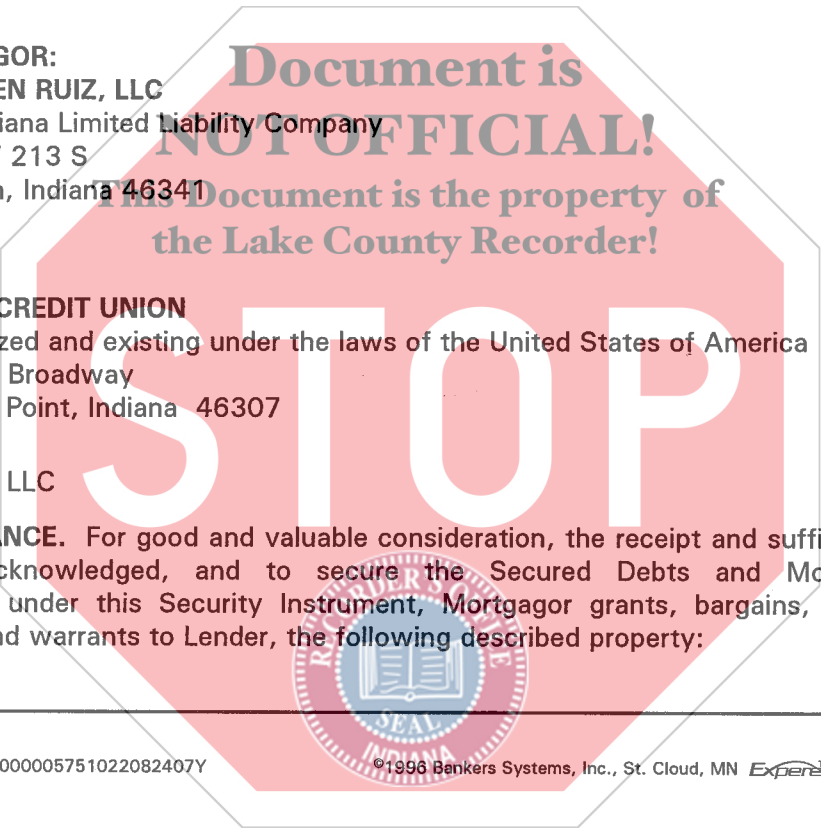 Document is
NOT OFFICIAL!
This Document is the property of
the Lake County Recorder!
GOR:
EN RUIZ, LLC
iana Limited Liability Company
213 S
, Indiana 46341
CREDIT UNION
zed and existing under the laws of the United States of America
Broadway
Point, Indiana 46307
STOP
LLC
ANCE. For good and valuable consideration, the receipt and suffi
cknowledged, and to secure the Secured Debts and Mo
under this Security Instrument, Mortgagor grants, bargains,
nd warrants to Lender, the following described property:
RECORDER'S OFFICE
SEAL
INDIANA
000005751022082407Y
©1996 Bankers Systems, Inc., St. Cloud, MN Expere